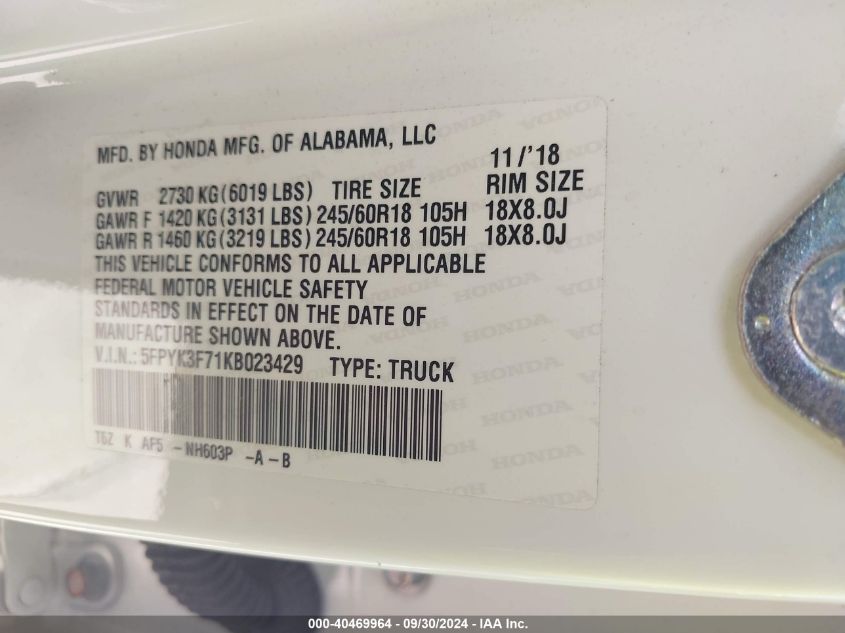 MFD. BY HONDA MFG. OF ALABAMA, LLC 11/'18
GVWR 2730 KG (6019 LBS) TIRE SIZE RIM SIZE
GAWR F 1420 KG (3131 LBS) 245/60R18 105H 18X8.0J
GAWR R 1460 KG (3219 LBS) 245/60R18 105H 18X8.0J
THIS VEHICLE CONFORMS TO ALL APPLICABLE
FEDERAL MOTOR VEHICLE SAFETY
STANDARDS IN EFFECT ON THE DATE OF
MANUFACTURE SHOWN ABOVE.
V.I.N.: 5FPYK3F71KB023429 TYPE: TRUCK
T6Z K AF5 -NH603P -A-B
000-40469964 - 09/30/2024 - IAA Inc.